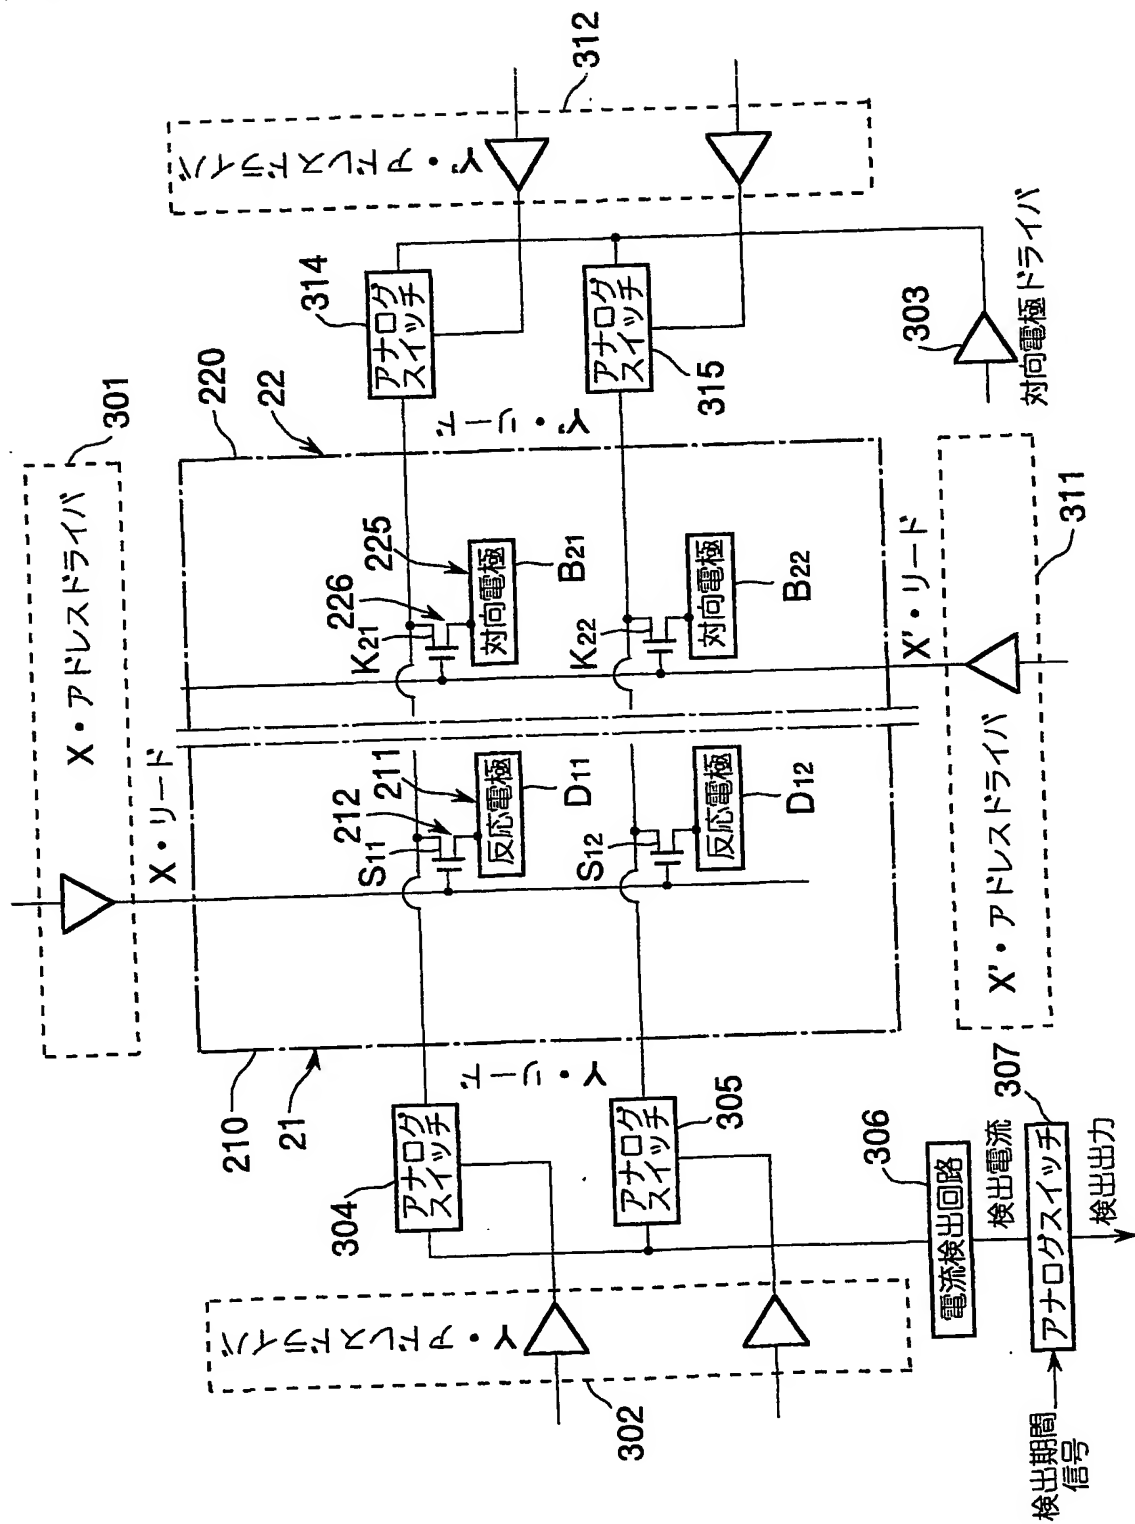 301
X・アドレスドライバ
X・リード
220
22
312
Y'・アドレスドライバ
314
アナログ
スイッチ
Y'・リード
アナログ
スイッチ
315
303
対向電極ドライバ
K21
226
225
対向電極
B21
K22
対向電極
B22
X'・リード
311
X'・アドレスドライバ
S11
212
211
反応電極
D11
S12
反応電極
D12
210
21
Y・リード
304
アナログ
スイッチ
305
アナログ
スイッチ
302
Y・アドレスドライバ
306
電流検出回路
検出電流
307
アナログスイッチ
検出出力
検出期間
信号